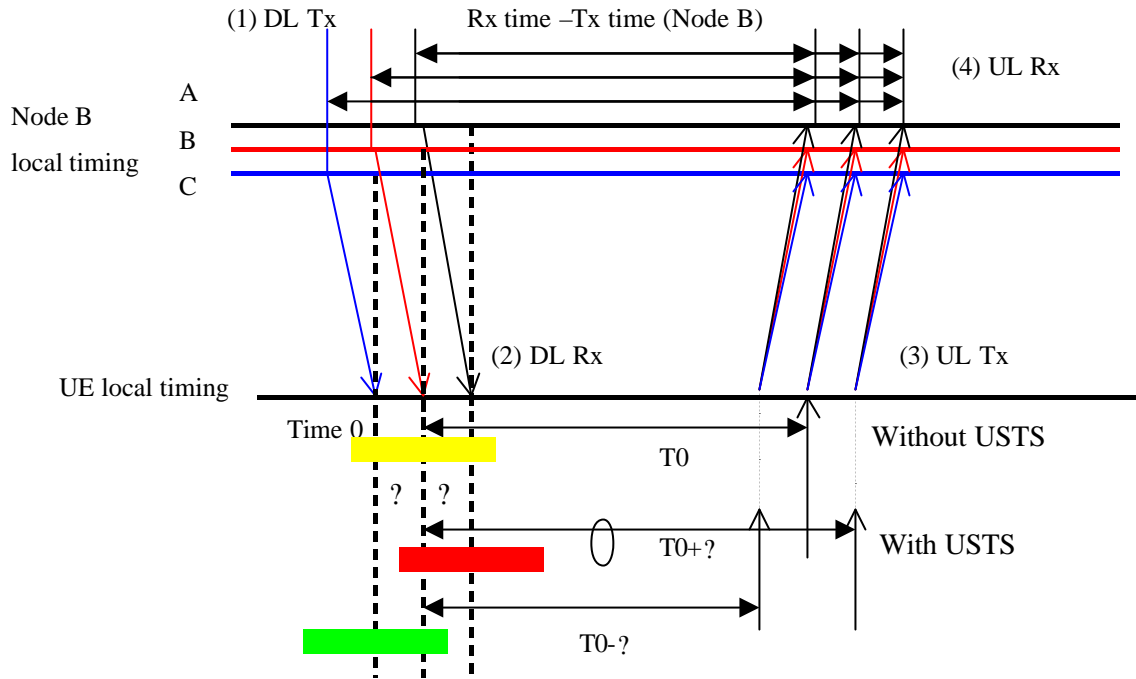 (1) DL Tx
Rx time –Tx time (Node B)
(4) UL Rx
A
Node B
B
local timing
C
(2) DL Rx
(3) UL Tx
UE local timing
Time 0
Without USTS
T0
? ?
T0+?
With USTS
T0-?